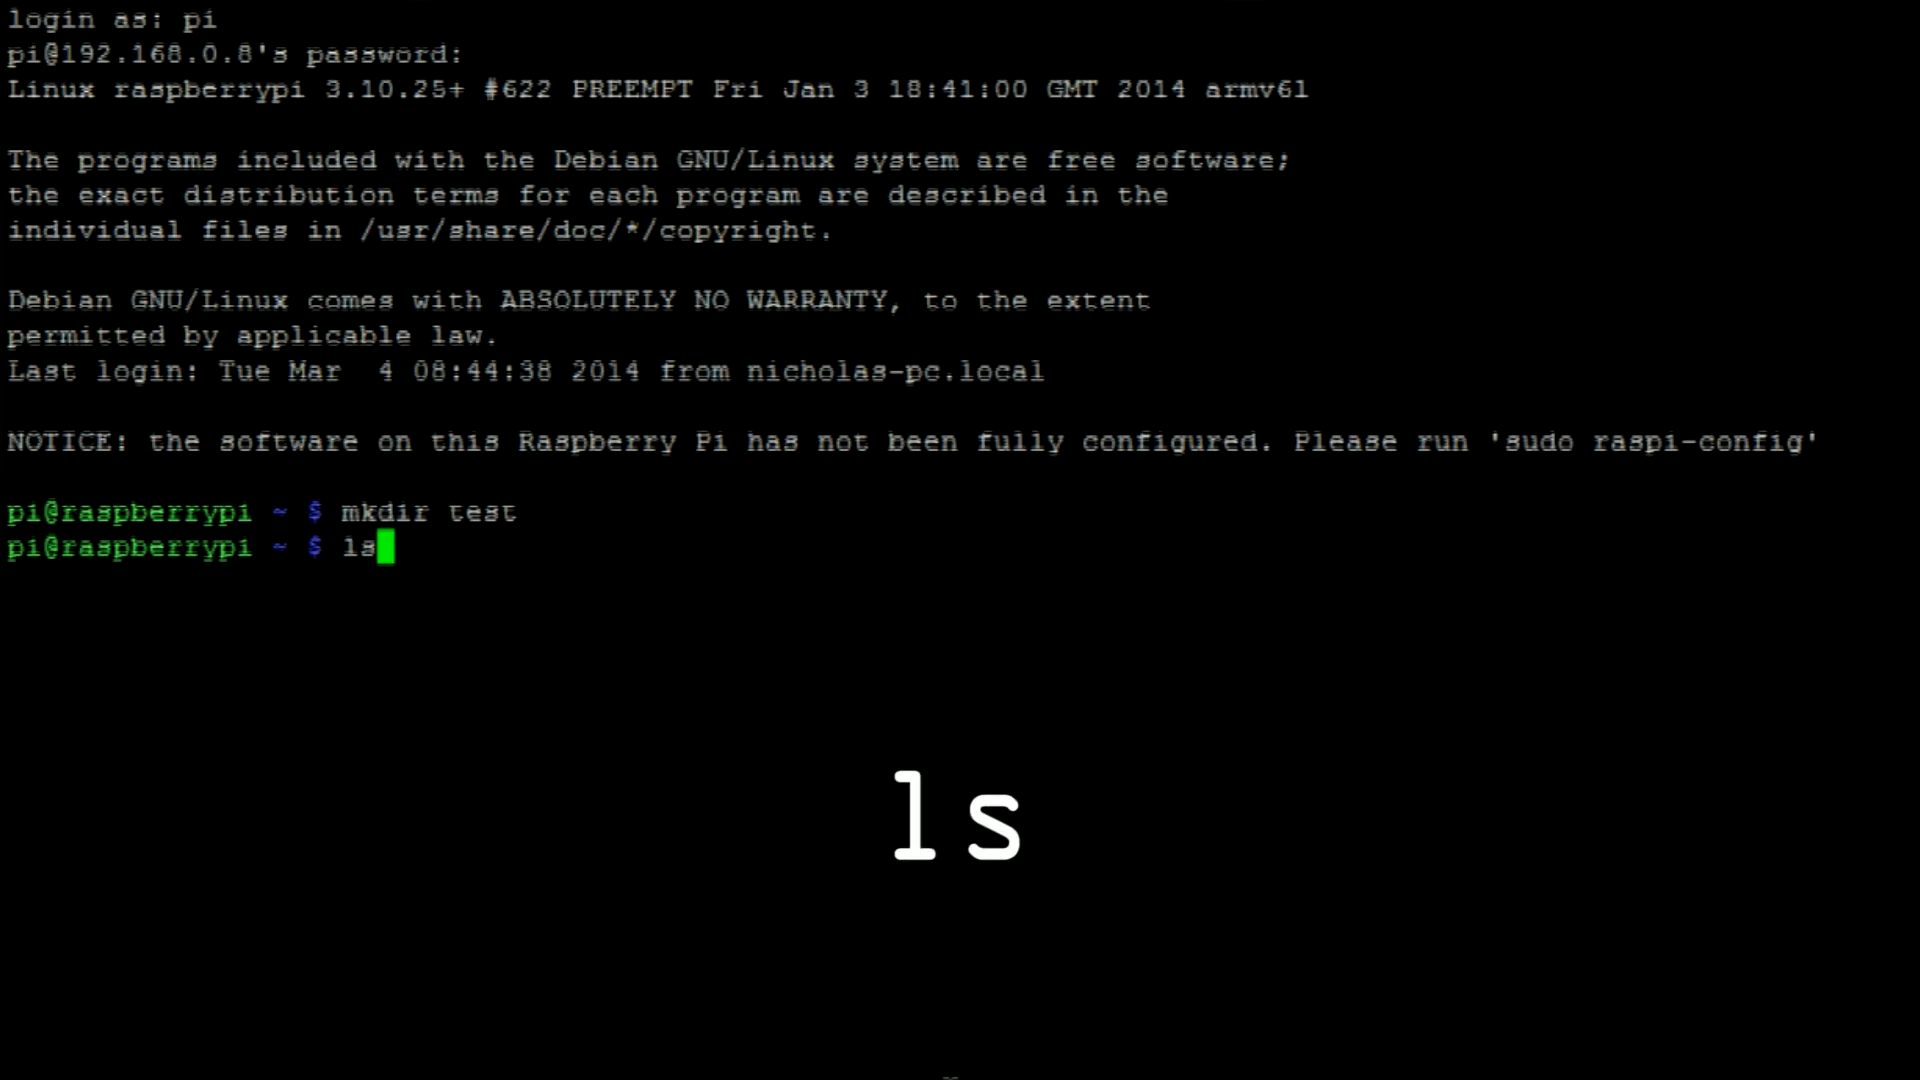 login as: pi
pi@192.168.0.8's password:
Linux raspberrypi 3.10.25+ #622 PREEMPT Fri Jan 3 18:41:00 GMT 2014 armv6l
The programs included with the Debian GNU/Linux system are free software;
the exact distribution terms for each program are described in the
individual files in /usr/share/doc/*/copyright.
Debian GNU/Linux comes with ABSOLUTELY NO WARRANTY, to the extent
permitted by applicable law.
Last login: Tue Mar  4 08:44:38 2014 from nicholas-pc.local
NOTICE: the software on this Raspberry Pi has not been fully configured. Please run 'sudo raspi-config'
pi@raspberrypi ~ $ mkdir test
pi@raspberrypi ~ $ ls
ls